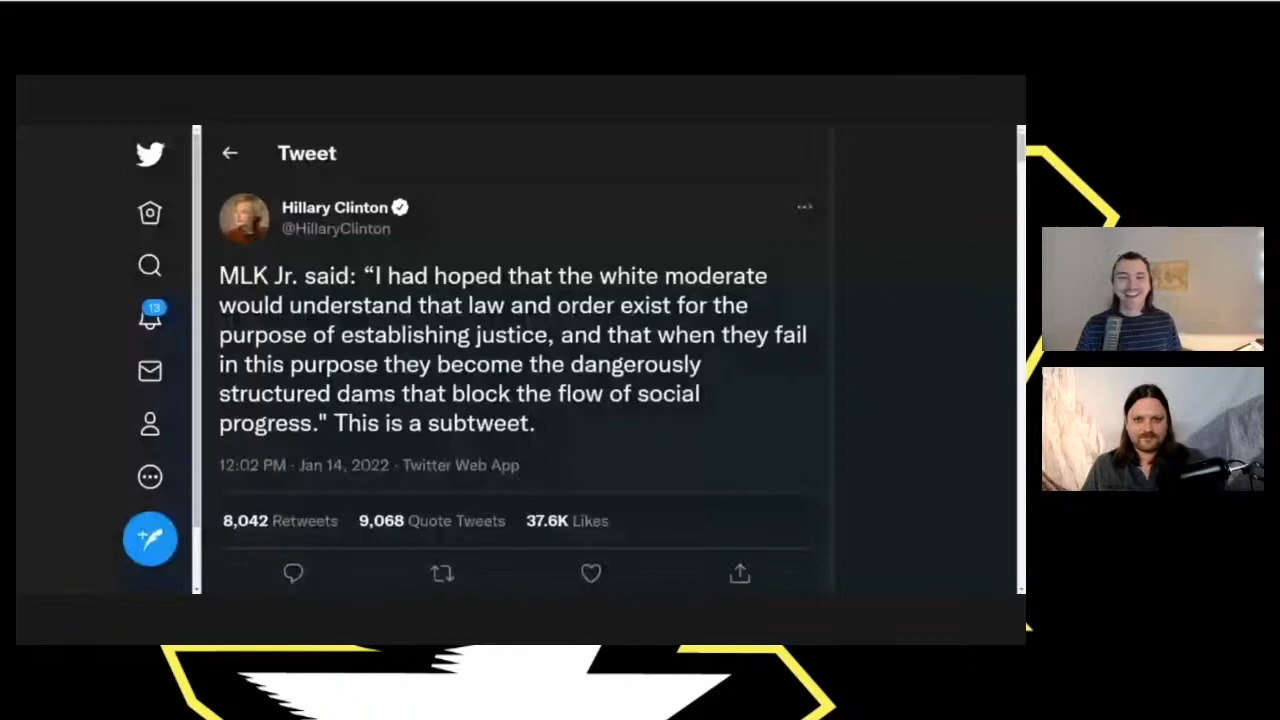 Tweet
Hillary Clinton
@HillaryClinton
MLK Jr. said: “I had hoped that the white moderate
would understand that law and order exist for the
purpose of establishing justice, and that when they fail
in this purpose they become the dangerously
structured dams that block the flow of social
progress." This is a subtweet.
12:02 PM · Jan 14, 2022 · Twitter Web App
8,042 Retweets 9,068 Quote Tweets 37.6K Likes
13